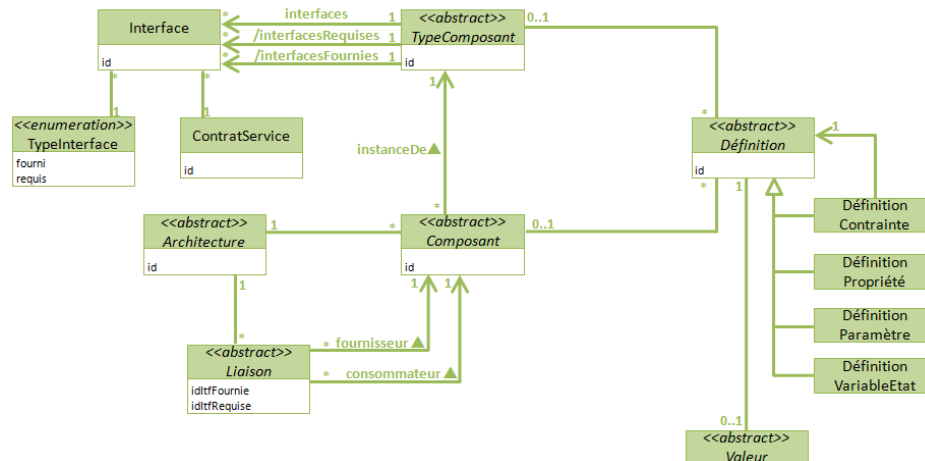 Interface
id
* interfaces 1
* /interfacesRequises 1
* /interfacesFournies 1
<<abstract>>
TypeComposant
id
0..1
*
1
*
1
<<enumeration>>
TypeInterface
fourni
requis
ContratService
id
1
instanceDe
*
*
<<abstract>>
Définition
id
*
1
1
Définition
Contrainte
Définition
Propriété
Définition
Paramètre
Définition
VariableEtat
<<abstract>>
Architecture
id
1
*
<<abstract>>
Composant
id
0..1
1
*
1
1
<<abstract>>
Liaison
idItfFournie
idItfRequise
* fournisseur
* consommateur
0..1
<<abstract>>
Valeur